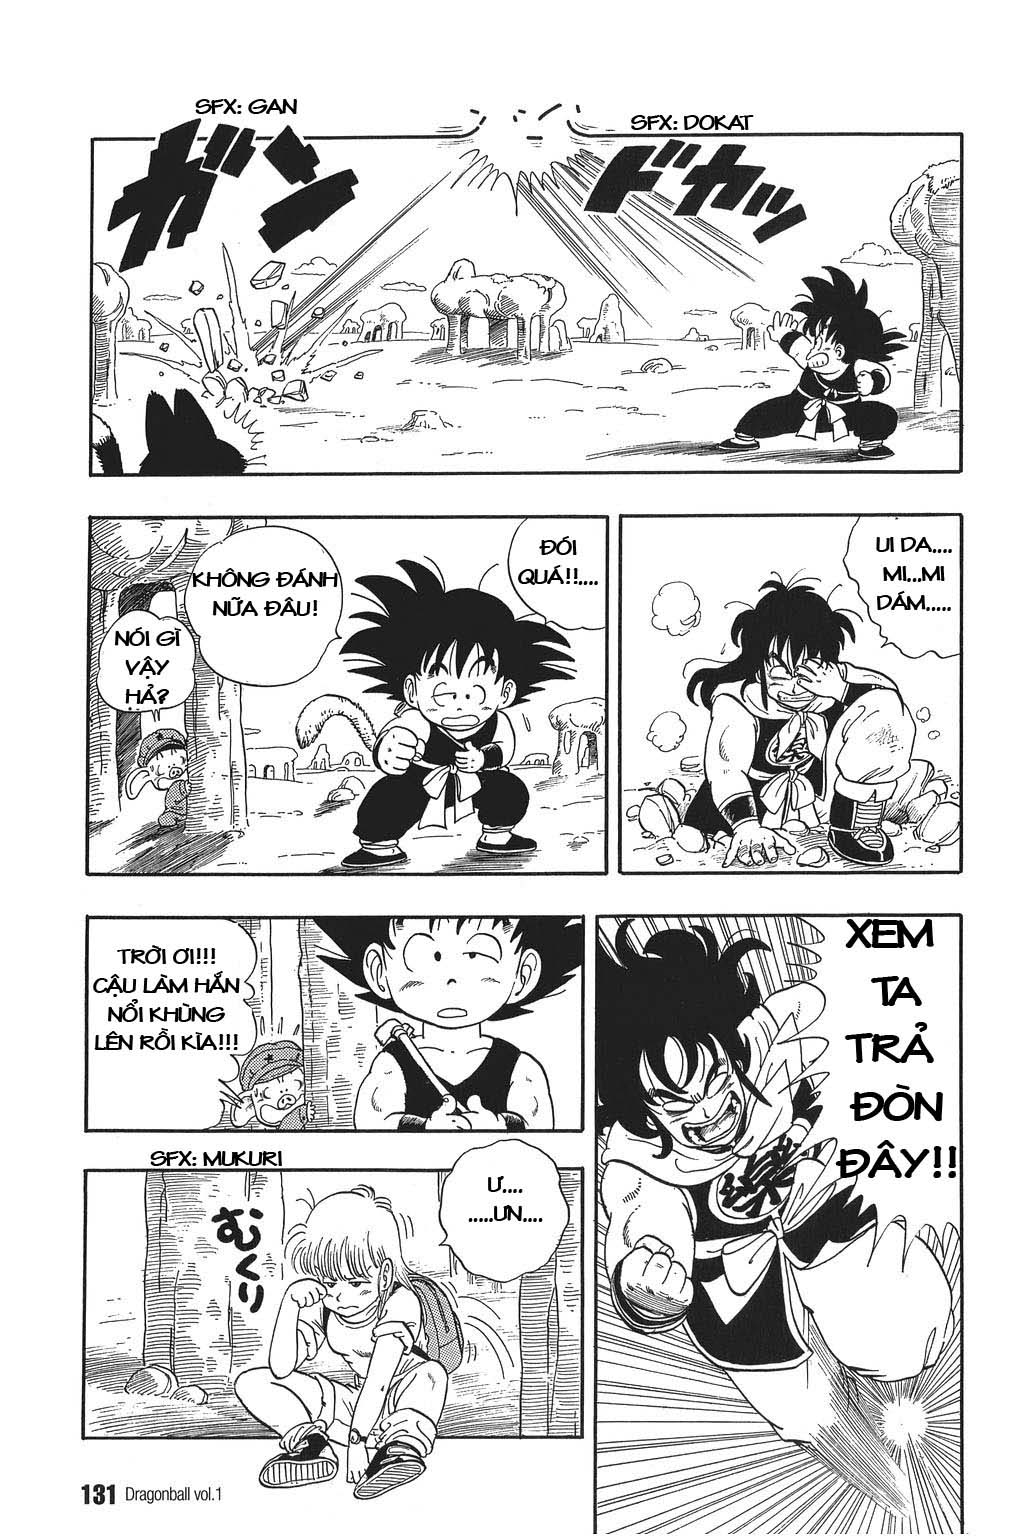 SFX: GAN
ガン
SFX: DOKAT
ドカッ
UI DA....
MI...MI
DÁM.....
ĐÓI
QUÁ!!....
KHÔNG ĐÁNH
NỮA ĐÂU!
NÓI GÌ
VẬY
HẢ?
XEM
TA
TRẢ
ĐÒN
ĐÂY!!
TRỜI ƠI!!!
CẬU LÀM HẮN
NỔI KHÙNG
LÊN RỒI KÌA!!!
SFX: MUKURI
むくり
Ư....
.....ƯN....
131 Dragonball vol.1